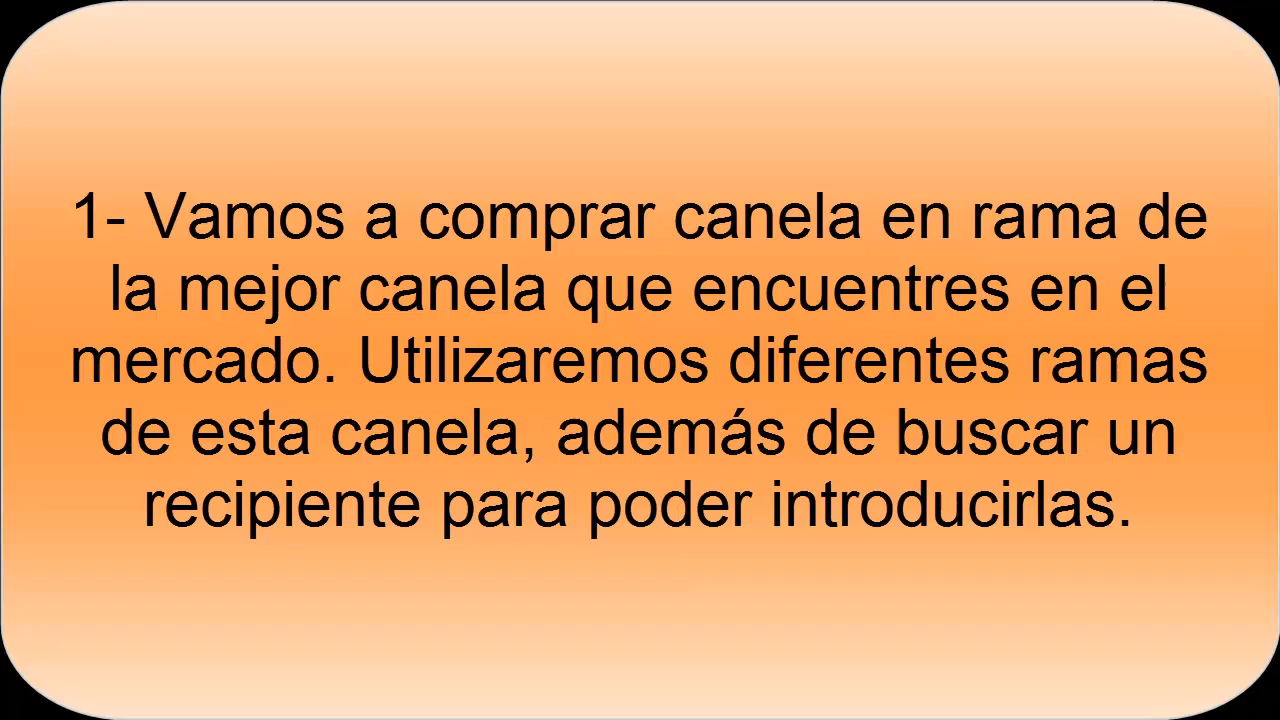 1- Vamos a comprar canela en rama de
la mejor canela que encuentres en el
mercado. Utilizaremos diferentes ramas
de esta canela, además de buscar un
recipiente para poder introducirlas.